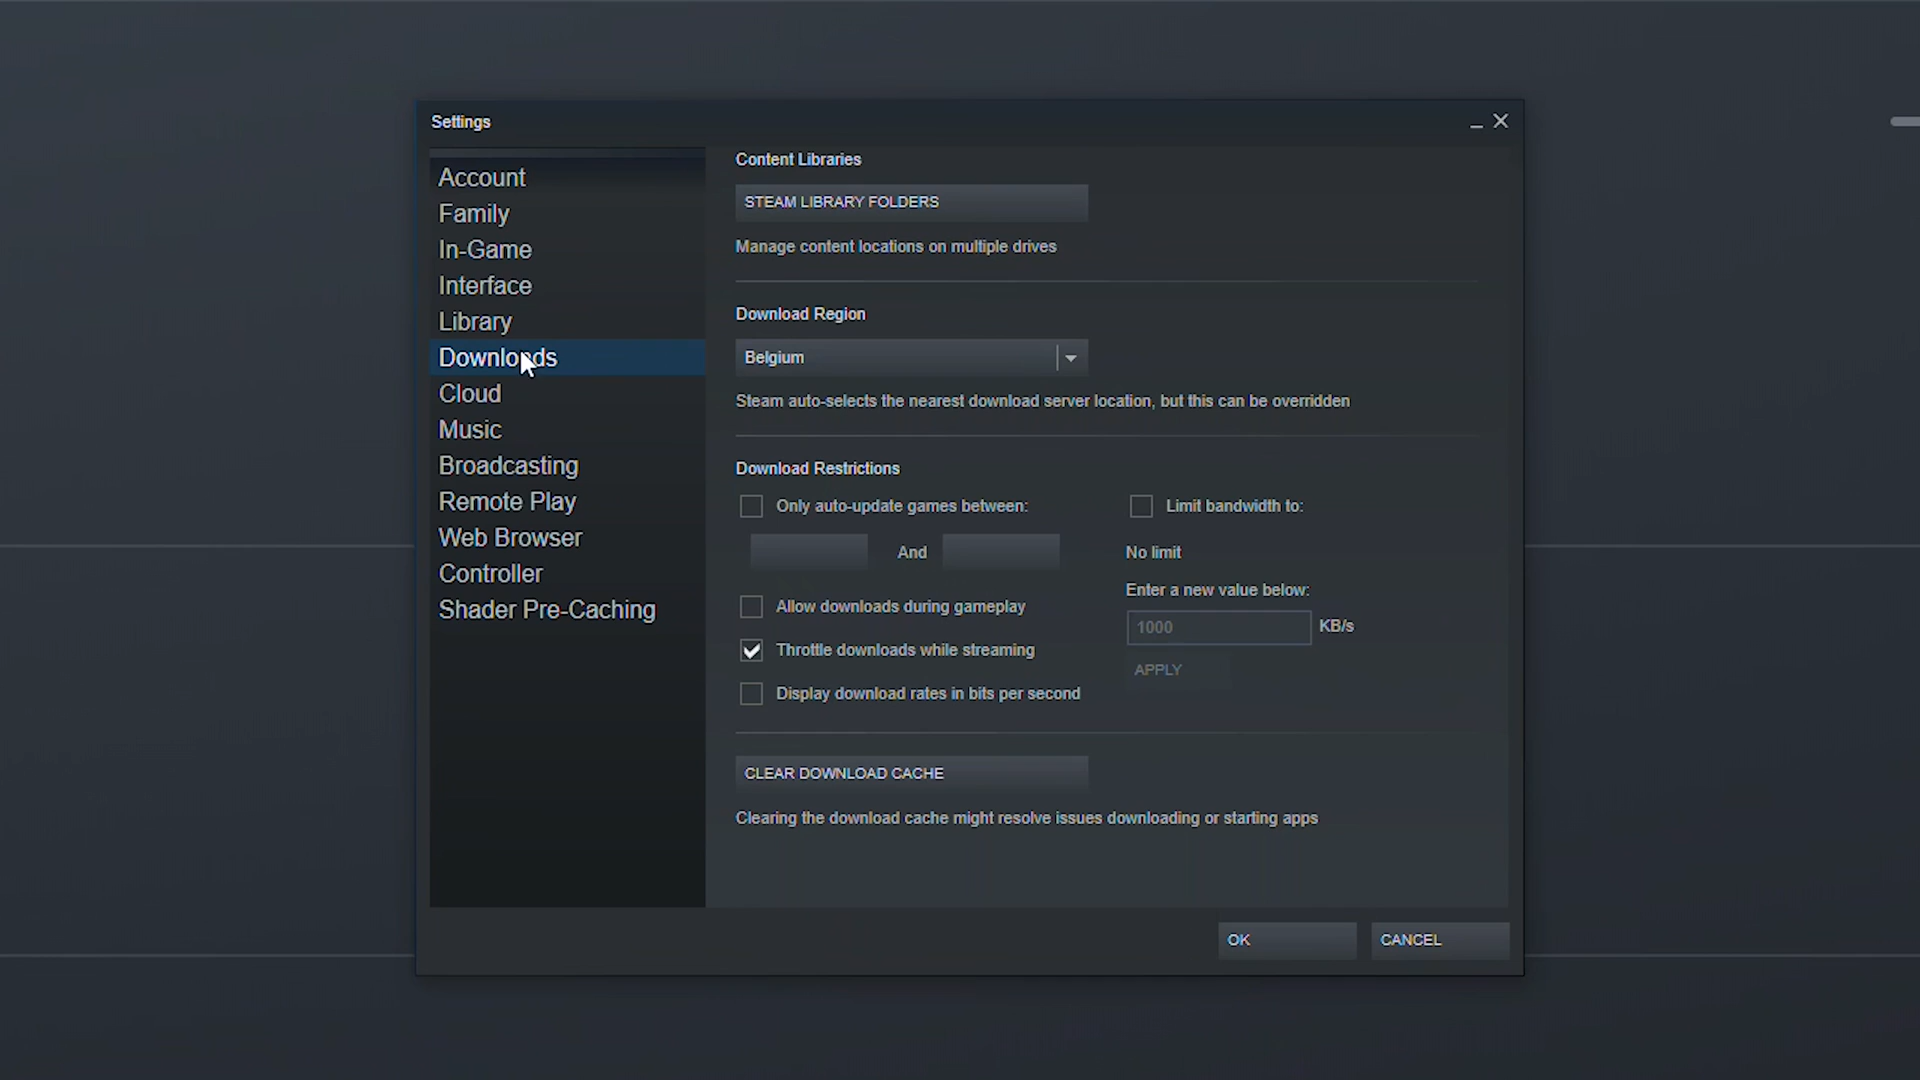 Settings
Account
Family
In-Game
Interface
Library
Downloads
Cloud
Music
Broadcasting
Remote Play
Web Browser
Controller
Shader Pre-Caching
Content Libraries
STEAM LIBRARY FOLDERS
Manage content locations on multiple drives
Download Region
Belgium
Steam auto-selects the nearest download server location, but this can be overridden
Download Restrictions
Only auto-update games between:
And
Allow downloads during gameplay
Throttle downloads while streaming
Display download rates in bits per second
Limit bandwidth to:
No limit
Enter a new value below:
1000 KB/s
APPLY
CLEAR DOWNLOAD CACHE
Clearing the download cache might resolve issues downloading or starting apps
OK
CANCEL